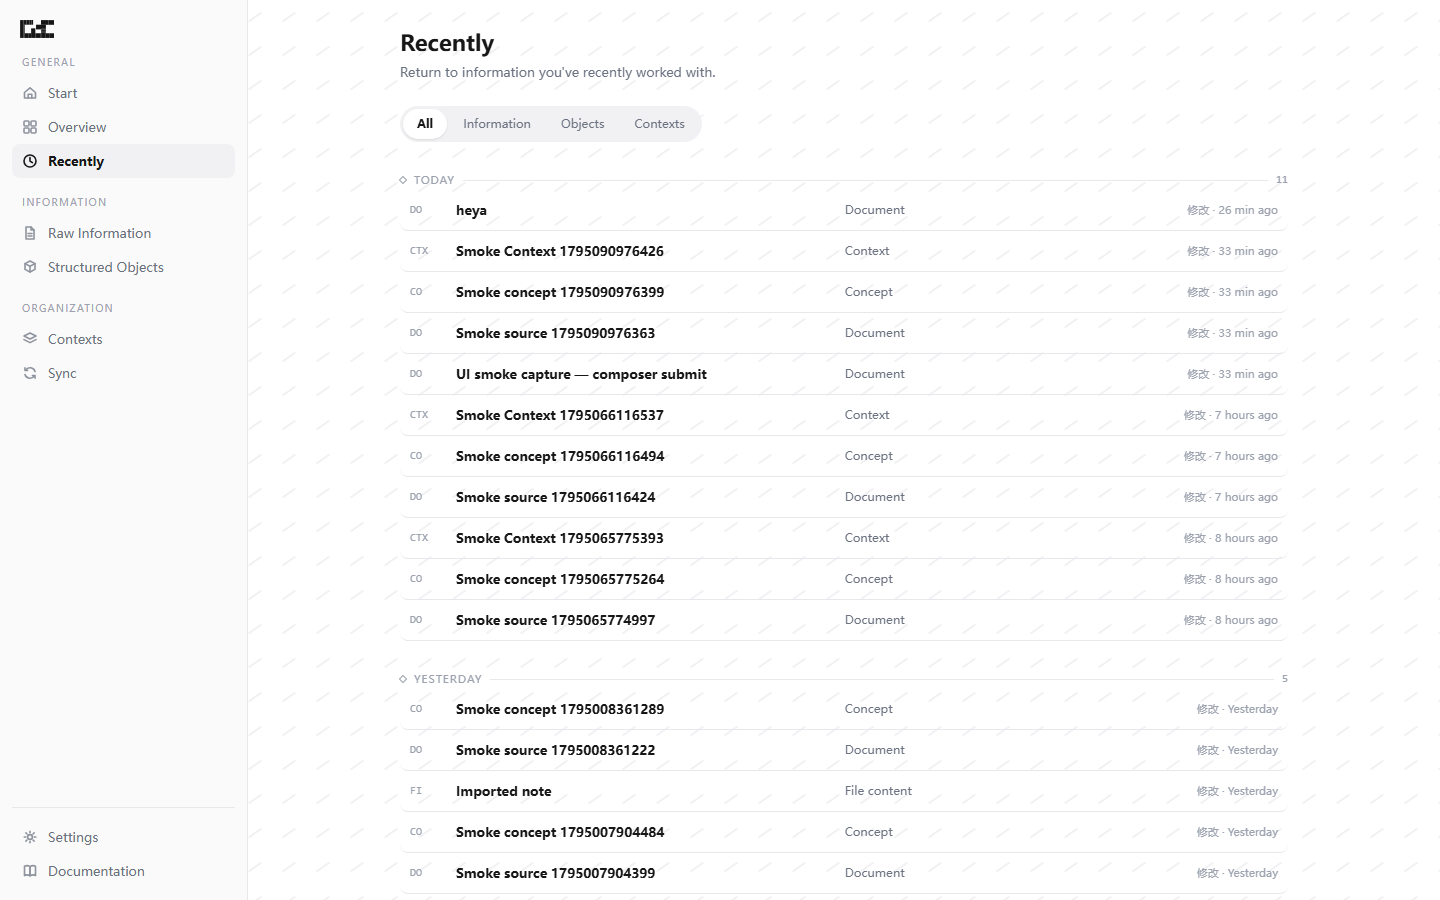 GENERAL
Start
Overview
Recently
INFORMATION
Raw Information
Structured Objects
ORGANIZATION
Contexts
Sync
Settings
Documentation
Recently
Return to information you've recently worked with.
All Information Objects Contexts
TODAY 11
DO heya Document 修改 · 26 min ago
CTX Smoke Context 1795090976426 Context 修改 · 33 min ago
CO Smoke concept 1795090976399 Concept 修改 · 33 min ago
DO Smoke source 1795090976363 Document 修改 · 33 min ago
DO UI smoke capture — composer submit Document 修改 · 33 min ago
CTX Smoke Context 1795066116537 Context 修改 · 7 hours ago
CO Smoke concept 1795066116494 Concept 修改 · 7 hours ago
DO Smoke source 1795066116424 Document 修改 · 7 hours ago
CTX Smoke Context 1795065775393 Context 修改 · 8 hours ago
CO Smoke concept 1795065775264 Concept 修改 · 8 hours ago
DO Smoke source 1795065774997 Document 修改 · 8 hours ago
YESTERDAY 5
CO Smoke concept 1795008361289 Concept 修改 · Yesterday
DO Smoke source 1795008361222 Document 修改 · Yesterday
FI Imported note File content 修改 · Yesterday
CO Smoke concept 1795007904484 Concept 修改 · Yesterday
DO Smoke source 1795007904399 Document 修改 · Yesterday